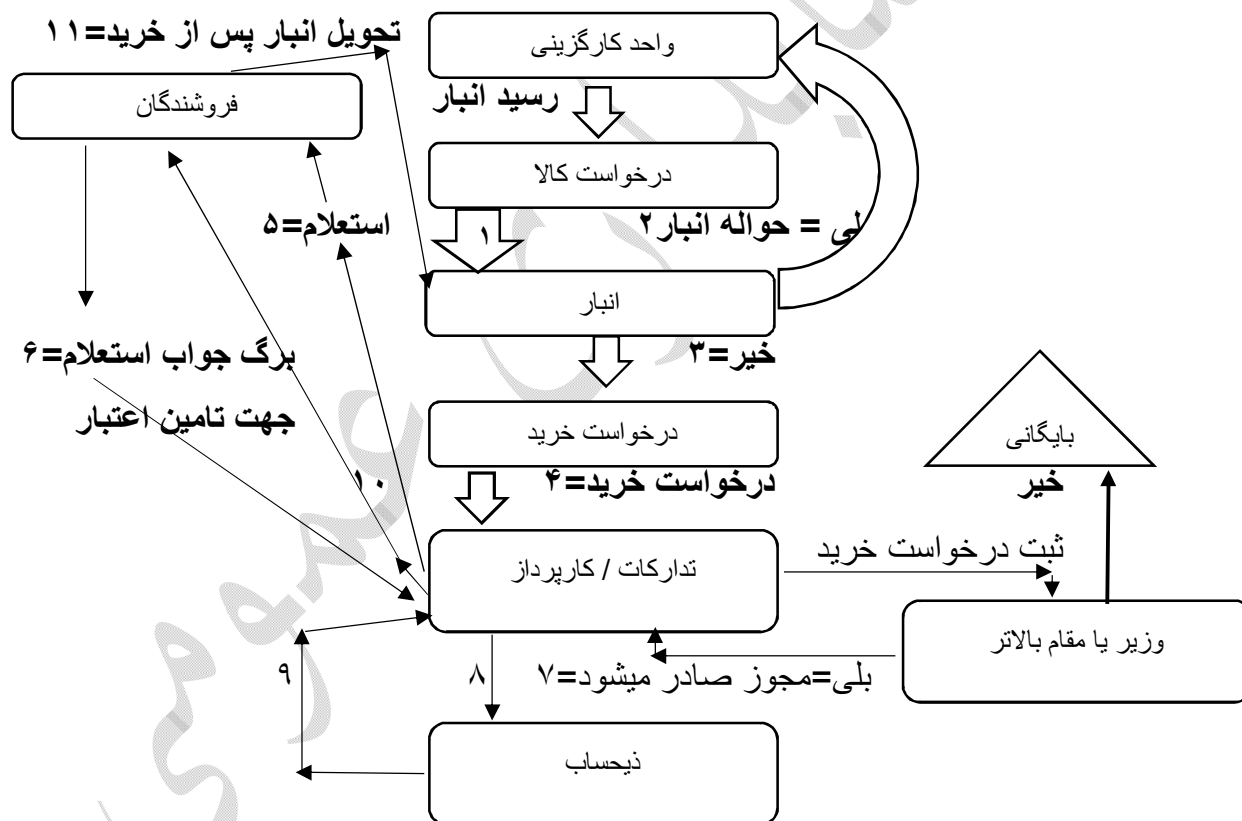 تحویل انبار پس از خرید=۱۱
واحد کارگزینی
فروشندگان
رسید انبار
درخواست کالا
استعلام=۵
۱
لی = حواله انبار۲
انبار
برگ جواب استعلام=۶
جهت تامین اعتبار
خیر=۳
درخواست خرید
بایگانی
خیر
۱۰
درخواست خرید=۴
تدارکات / کارپرداز
ثبت درخواست خرید
وزیر یا مقام بالاتر
بلی=مجوز صادر میشود=۷
۸
۹
ذیحساب
عمومی